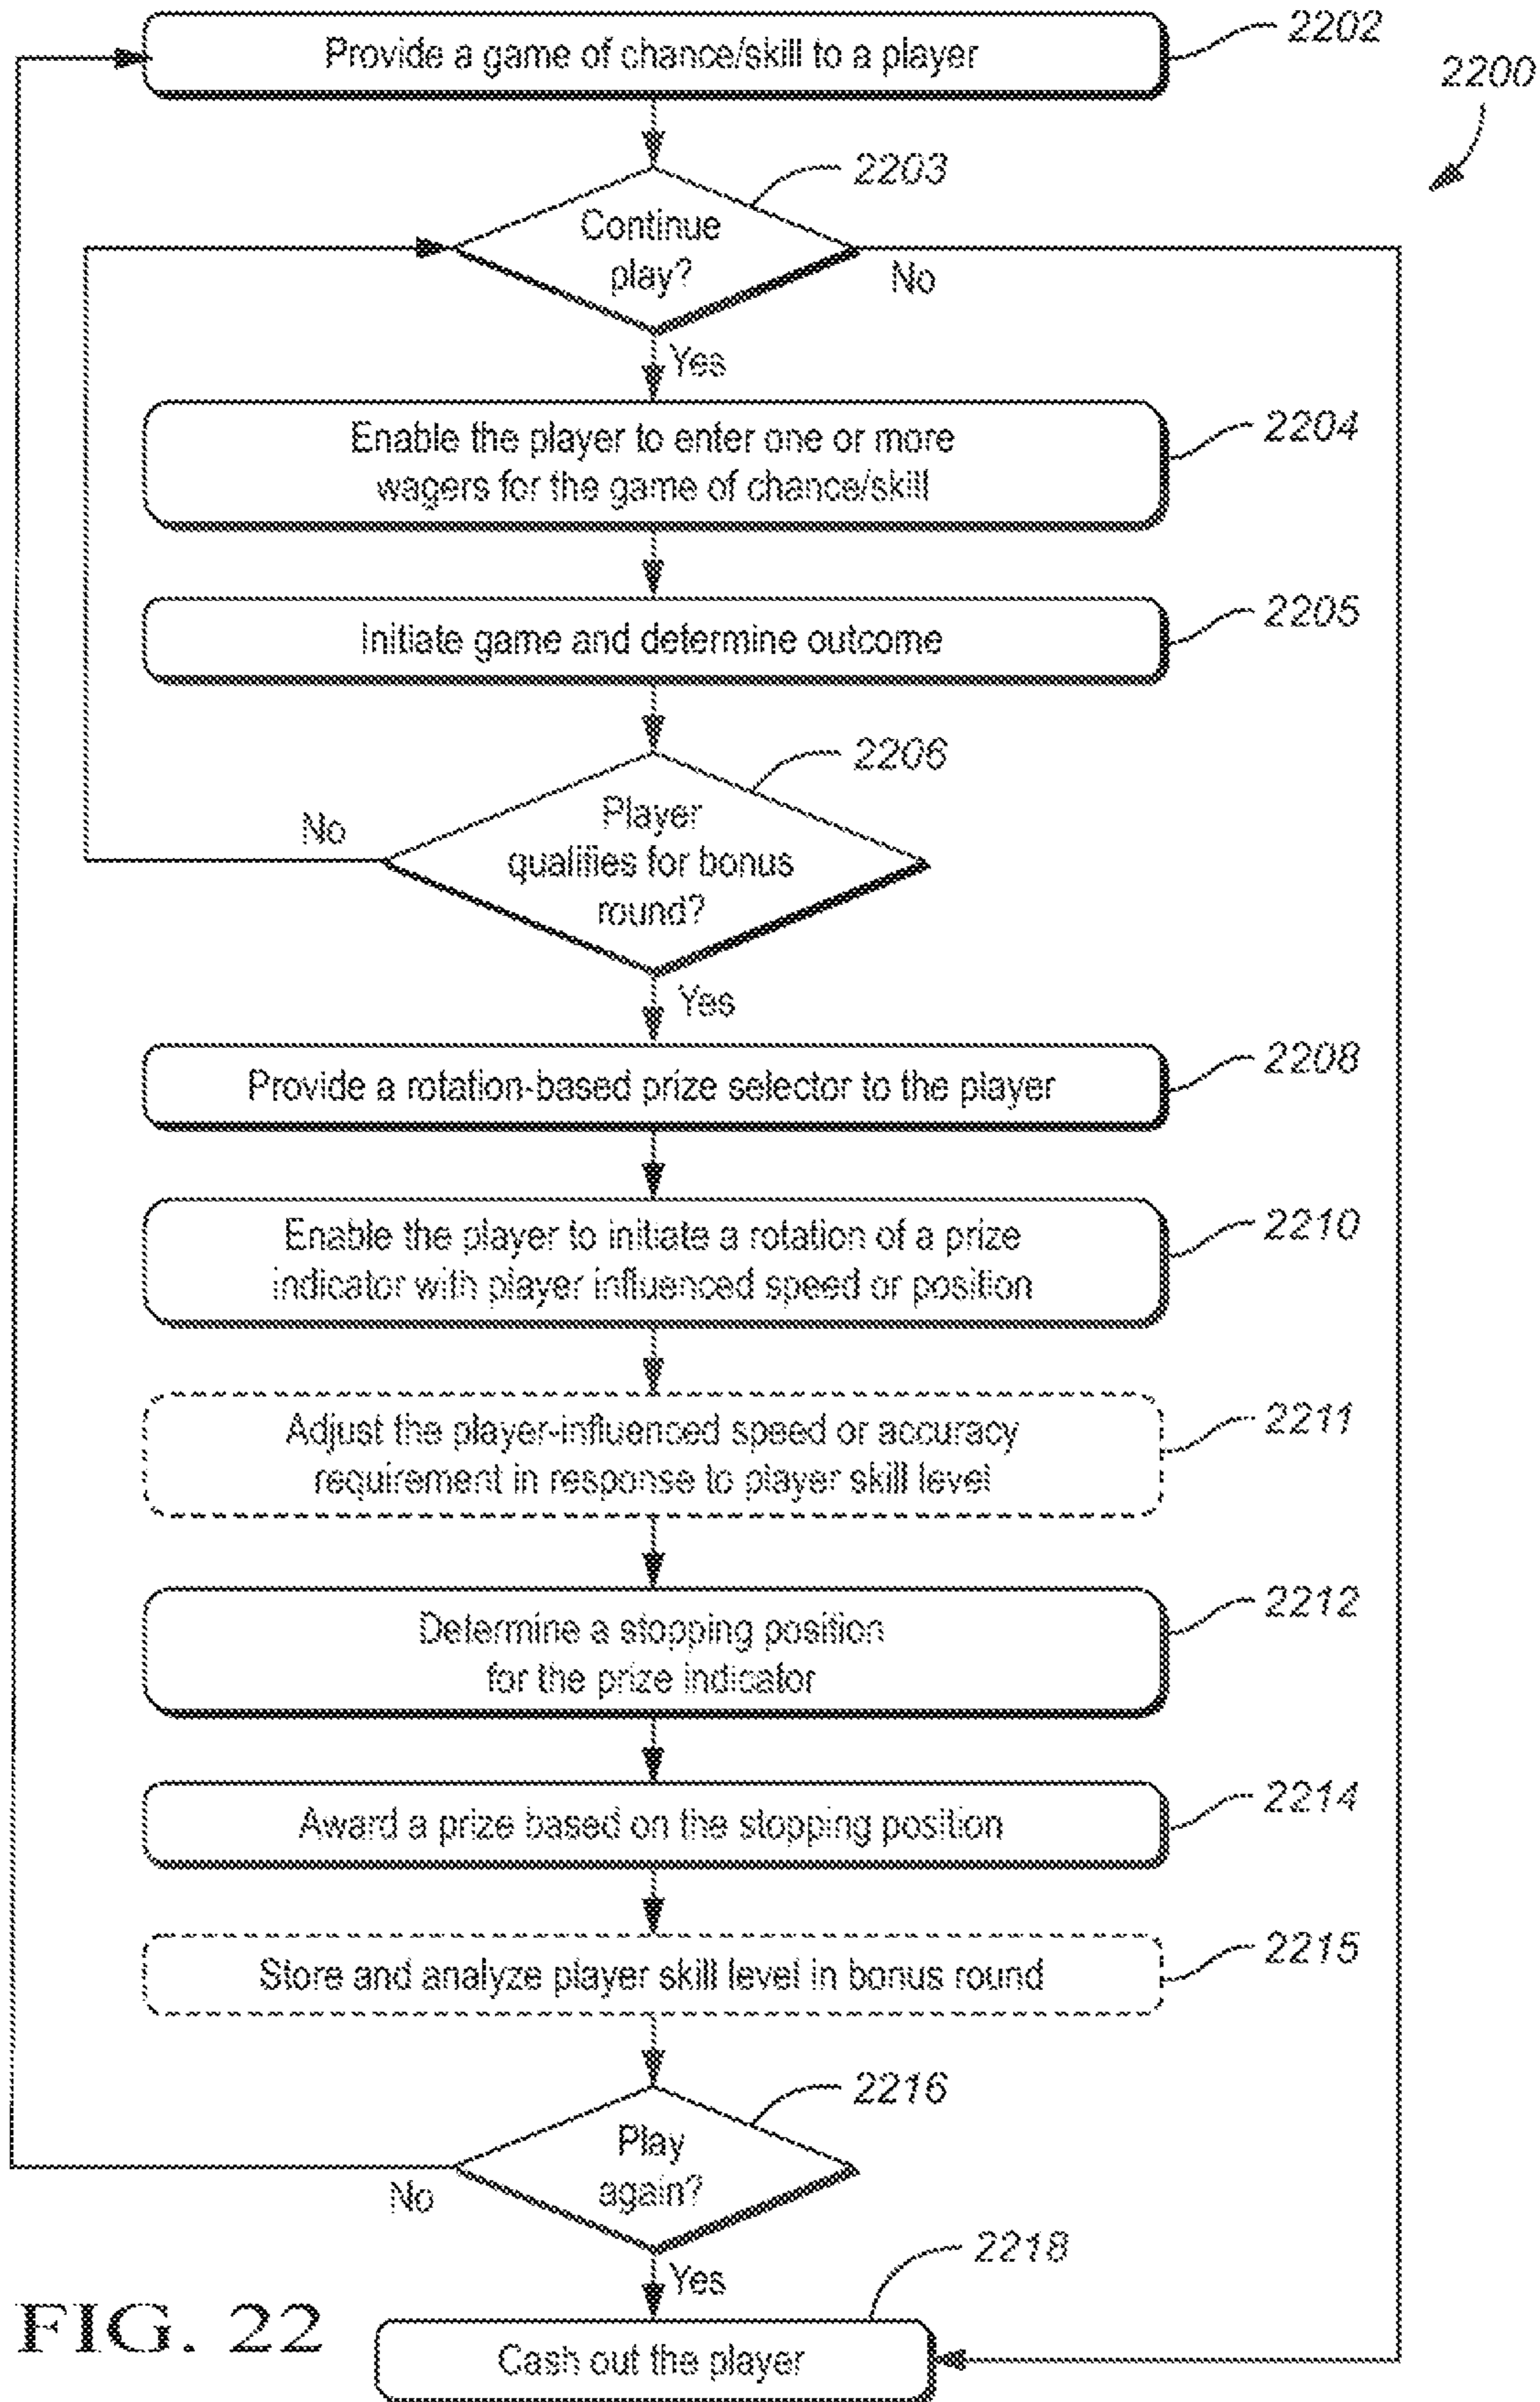 Provide a game of chance/skill to a player
2202
2200
2203
Continue
play?
No
Yes
Enable the player to enter one or more
wagers for the game of chance/skill
2204
Initiate game and determine outcome
2205
2206
Player
qualifies for bonus
round?
No
Yes
Provide a rotation-based prize selector to the player
2208
Enable the player to initiate a rotation of a prize
indicator with player influenced speed or position
2210
Adjust the player-influenced speed or accuracy
requirement in response to player skill level
2211
Determine a stopping position
for the prize indicator
2212
Award a prize based on the stopping position
2214
Store and analyze player skill level in bonus round
2215
2216
Play
again?
No
Yes
2218
Cash out the player
FIG. 22